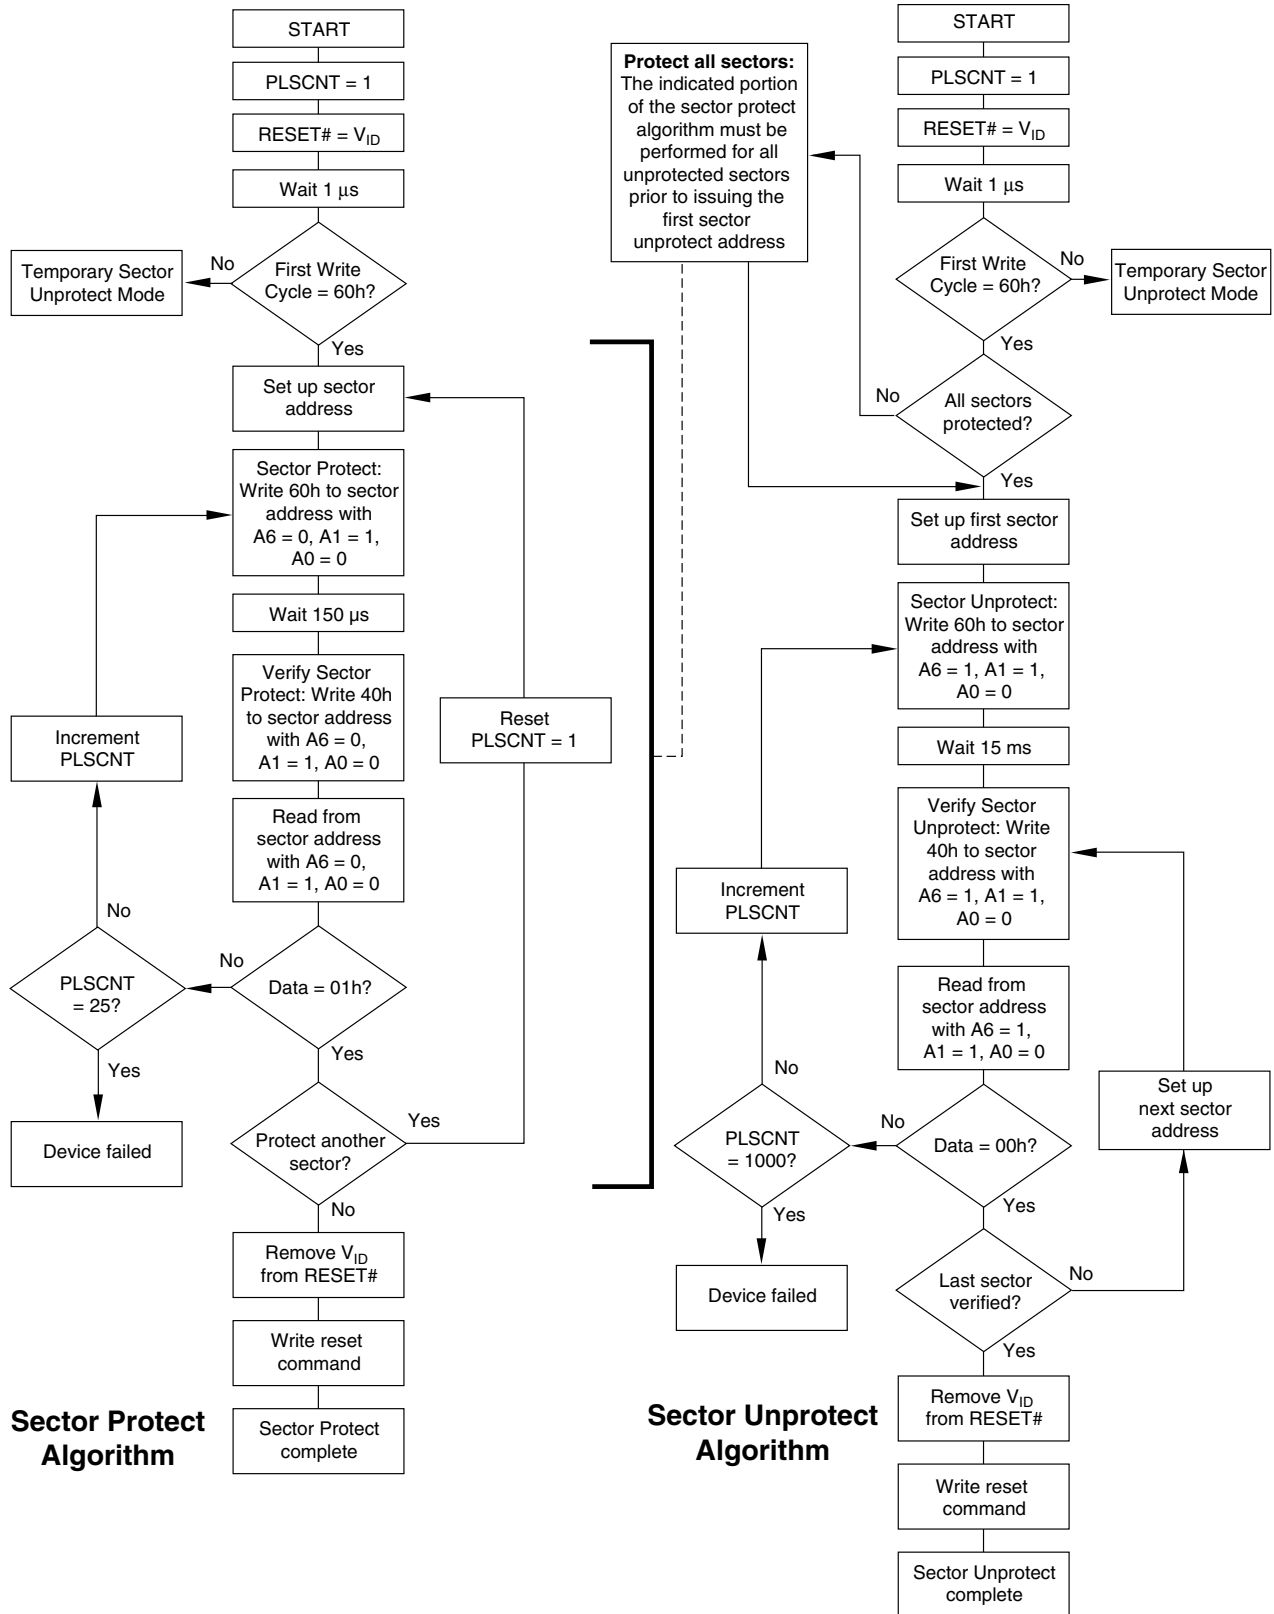 START
PLSCNT = 1
RESET# = VID
Wait 1 μs
First Write
Cycle = 60h?
No
Temporary Sector
Unprotect Mode
Yes
Set up sector
address
Sector Protect:
Write 60h to sector
address with
A6 = 0, A1 = 1,
A0 = 0
Wait 150 µs
Verify Sector
Protect: Write 40h
to sector address
with A6 = 0,
A1 = 1, A0 = 0
Reset
PLSCNT = 1
Increment
PLSCNT
Read from
sector address
with A6 = 0,
A1 = 1, A0 = 0
No
PLSCNT
= 25?
No
Data = 01h?
Yes
Yes
Device failed
Protect another
sector?
Yes
No
Remove VID
from RESET#
Write reset
command
Sector Protect
complete
Sector Protect
Algorithm
Protect all sectors:
The indicated portion
of the sector protect
algorithm must be
performed for all
unprotected sectors
prior to issuing the
first sector
unprotect address
START
PLSCNT = 1
RESET# = VID
Wait 1 μs
First Write
Cycle = 60h?
No
Temporary Sector
Unprotect Mode
Yes
No
All sectors
protected?
Yes
Set up first sector
address
Sector Unprotect:
Write 60h to sector
address with
A6 = 1, A1 = 1,
A0 = 0
Wait 15 ms
Verify Sector
Unprotect: Write
40h to sector
address with
A6 = 1, A1 = 1,
A0 = 0
Increment
PLSCNT
Read from
sector address
with A6 = 1,
A1 = 1, A0 = 0
No
Set up
next sector
address
PLSCNT
= 1000?
No
Data = 00h?
Yes
Yes
Device failed
Last sector
verified?
No
Yes
Remove VID
from RESET#
Write reset
command
Sector Unprotect
complete
Sector Unprotect
Algorithm